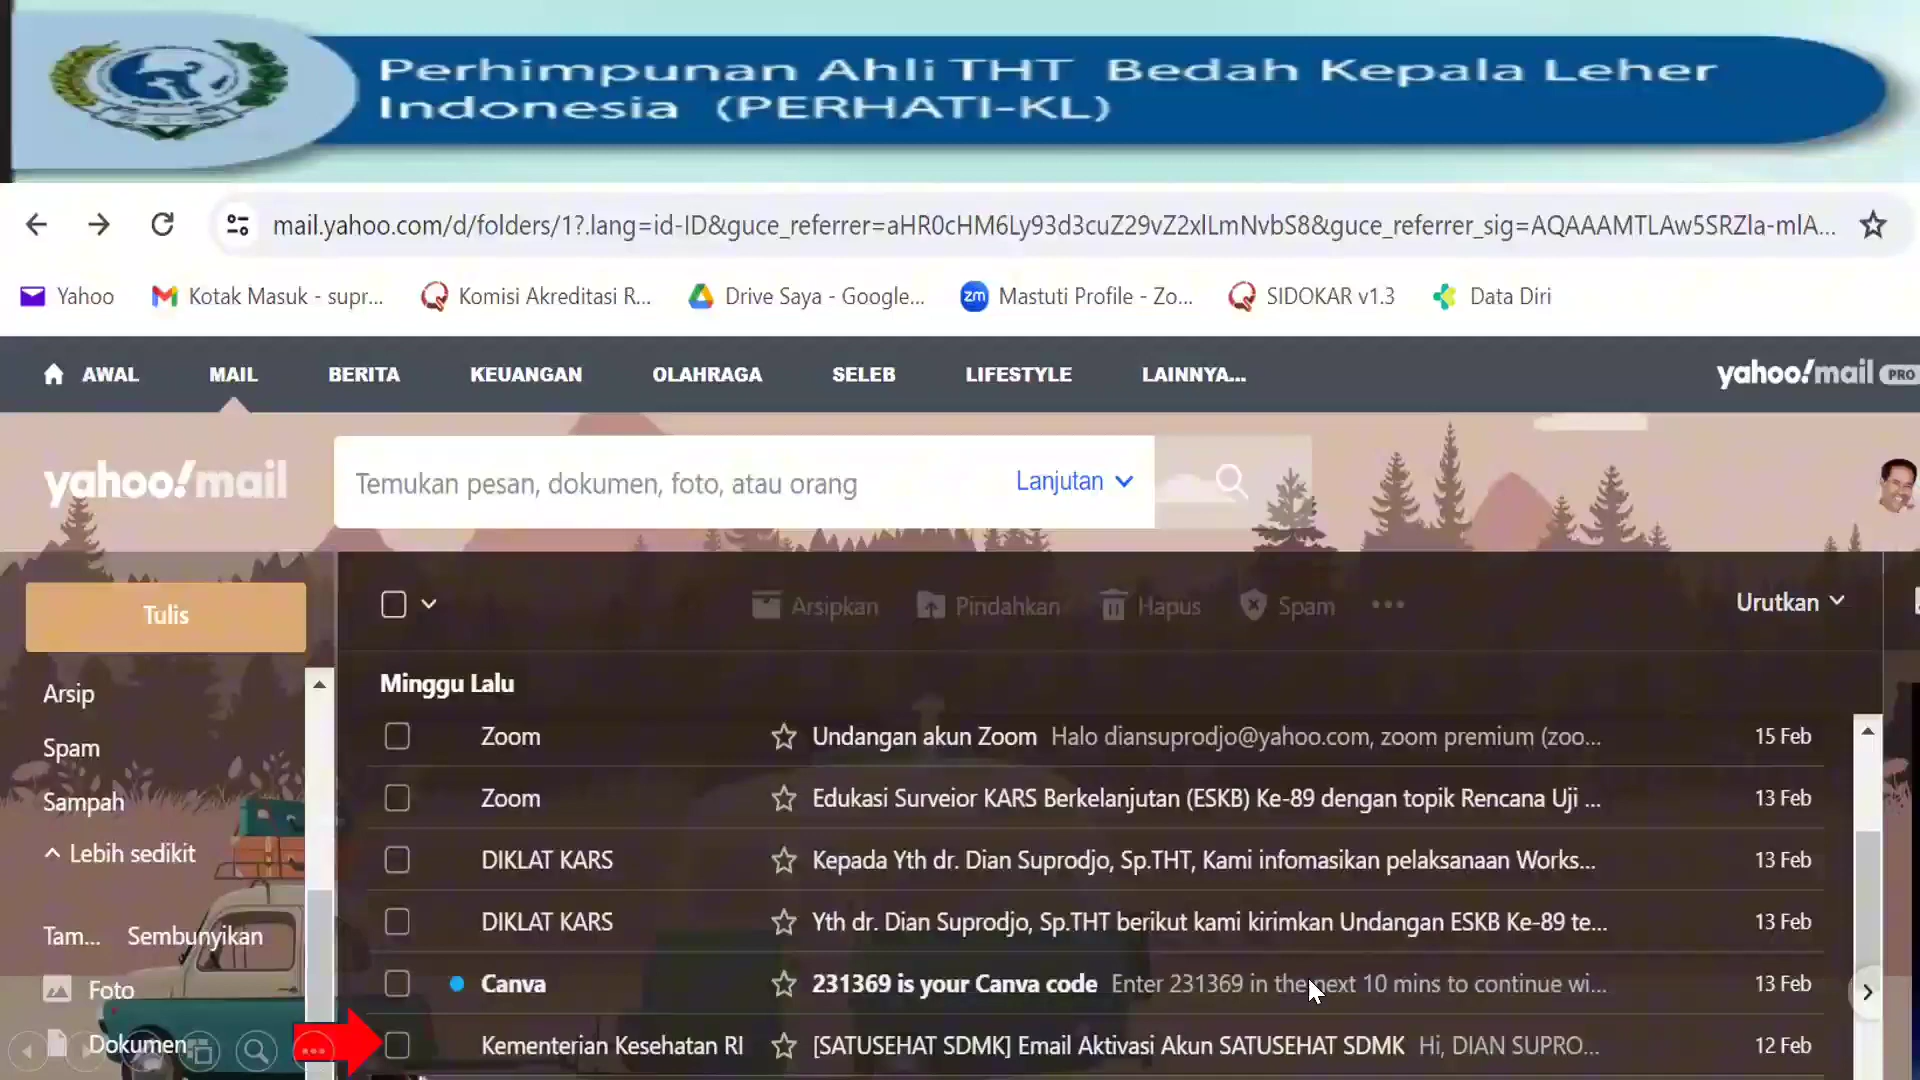 Perhimpunan Ahli THT Bedah Kepala Leher
Indonesia (PERHATI-KL)
mail.yahoo.com/d/folders/1?.lang=id-ID&guce_referrer=aHR0cHM6Ly93d3cuZ29vZ2xlLmNvbS8&guce_referrer_sig=AQAAAMTLAw5SRZla-mlA...
Yahoo
Kotak Masuk - supr...
Komisi Akreditasi R...
Drive Saya - Google...
zm
Mastuti Profile - Zo...
SIDOKAR v1.3
Data Diri
AWAL
MAIL
BERITA
KEUANGAN
OLAHRAGA
SELEB
LIFESTYLE
LAINNYA...
yahoo!mail PRO
yahoo!mail
Temukan pesan, dokumen, foto, atau orang
Lanjutan
Tulis
Arsipkan
Pindahkan
Hapus
Spam
Urutkan
Arsip
Spam
Sampah
Lebih sedikit
Tam... Sembunyikan
Foto
Dokumen
Minggu Lalu
Zoom Undangan akun Zoom Halo diansuprodjo@yahoo.com, zoom premium (zoo... 15 Feb
Zoom Edukasi Surveior KARS Berkelanjutan (ESKB) Ke-89 dengan topik Rencana Uji ... 13 Feb
DIKLAT KARS Kepada Yth dr. Dian Suprodjo, Sp.THT, Kami infomasikan pelaksanaan Works... 13 Feb
DIKLAT KARS Yth dr. Dian Suprodjo, Sp.THT berikut kami kirimkan Undangan ESKB Ke-89 te... 13 Feb
Canva 231369 is your Canva code Enter 231369 in the next 10 mins to continue wi... 13 Feb
Kementerian Kesehatan RI [SATUSEHAT SDMK] Email Aktivasi Akun SATUSEHAT SDMK Hi, DIAN SUPRO... 12 Feb